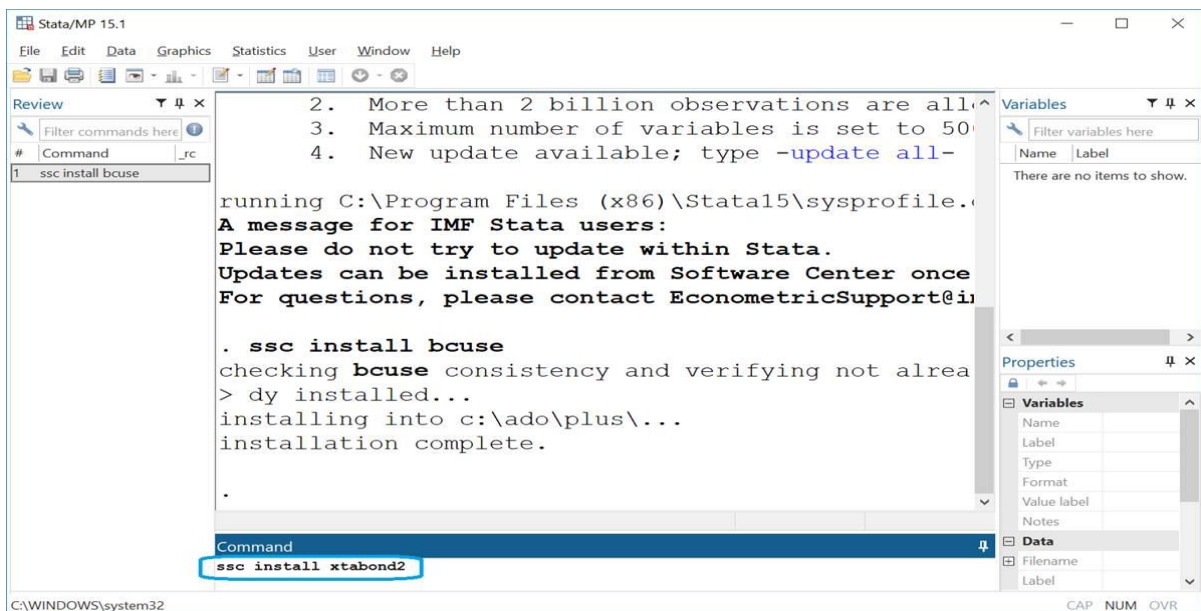 Stata/MP 15.1
File Edit Data Graphics Statistics User Window Help
Review
Filter commands here
# Command _rc
1 ssc install bcuse
2. More than 2 billion observations are all
3. Maximum number of variables is set to 50
4. New update available; type -update all-
running C:\Program Files (x86)\Stata15\sysprofile.
A message for IMF Stata users:
Please do not try to update within Stata.
Updates can be installed from Software Center once
For questions, please contact EconometricSupport@i
. ssc install bcuse
checking bcuse consistency and verifying not alrea
> dy installed...
installing into c:\ado\plus\...
installation complete.
.
Command
ssc install xtabond2
Variables
Filter variables here
Name Label
There are no items to show.
Properties
Variables
Name
Label
Type
Format
Value label
Notes
Data
Filename
Label
C:\WINDOWS\system32
CAP NUM OVR